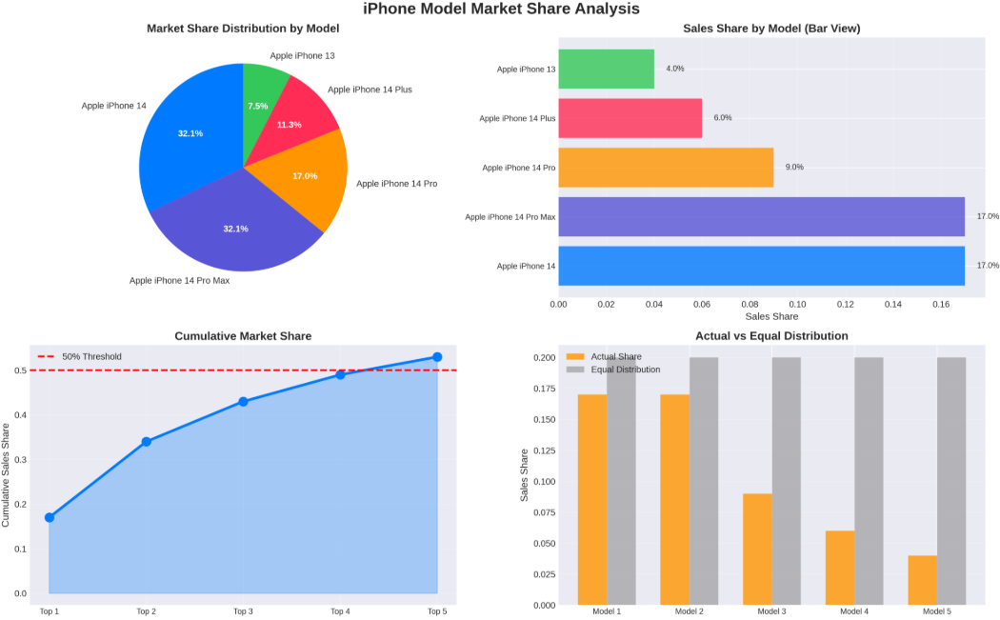 iPhone Model Market Share Analysis
Market Share Distribution by Model
Apple iPhone 13
Apple iPhone 14 Plus
Apple iPhone 14
7.5%
11.3%
32.1%
17.0%
Apple iPhone 14 Pro
32.1%
Apple iPhone 14 Pro Max
Sales Share by Model (Bar View)
Apple iPhone 13
4.0%
Apple iPhone 14 Plus
6.0%
Apple iPhone 14 Pro
9.0%
Apple iPhone 14 Pro Max
17.0%
Apple iPhone 14
17.0%
0.00 0.02 0.04 0.06 0.08 0.10 0.12 0.14 0.16
Sales Share
Cumulative Market Share
50% Threshold
Cumulative Sales Share
0.5
0.4
0.3
0.2
0.1
0.0
Top 1 Top 2 Top 3 Top 4 Top 5
Actual vs Equal Distribution
Actual Share
Equal Distribution
Sales Share
0.200
0.175
0.150
0.125
0.100
0.075
0.050
0.025
0.000
Model 1 Model 2 Model 3 Model 4 Model 5